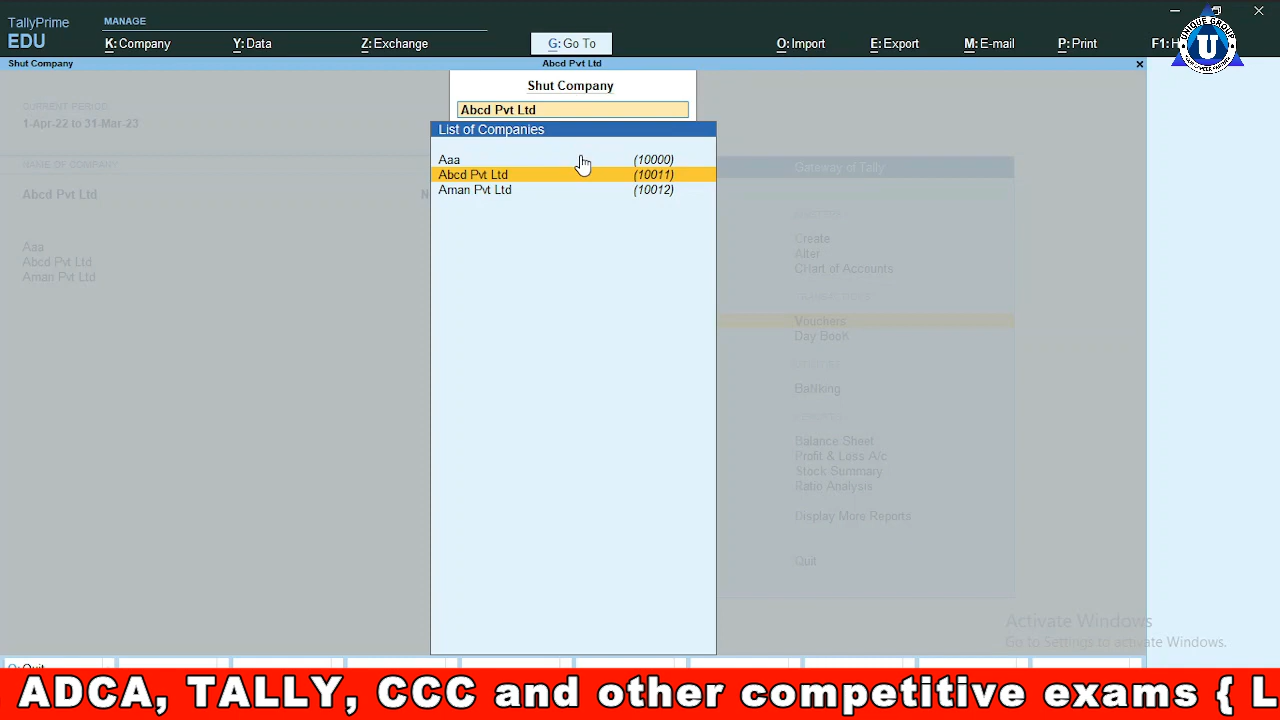 TallyPrime
EDU
MANAGE
K: Company
Y: Data
Z: Exchange
G: Go To
O: Import
E: Export
M: E-mail
P: Print
F1: H
UNIQUE GROUP
U
Shut Company
Abcd Pvt Ltd
×
Shut Company
Abcd Pvt Ltd
List of Companies
Aaa (10000)
Abcd Pvt Ltd (10011)
Aman Pvt Ltd (10012)
CURRENT PERIOD
1-Apr-22 to 31-Mar-23
NAME OF COMPANY
Abcd Pvt Ltd
Aaa
Abcd Pvt Ltd
Aman Pvt Ltd
Gateway of Tally
Create
Alter
CHart of Accounts
Vouchers
Day Book
BaNking
Balance Sheet
Profit & Loss A/c
Stock Summary
Ratio Analysis
Display More Reports
Quit
Activate Windows
Go to Settings to activate Windows.
Q: Quit
ADCA, TALLY, CCC and other competitive exams { L